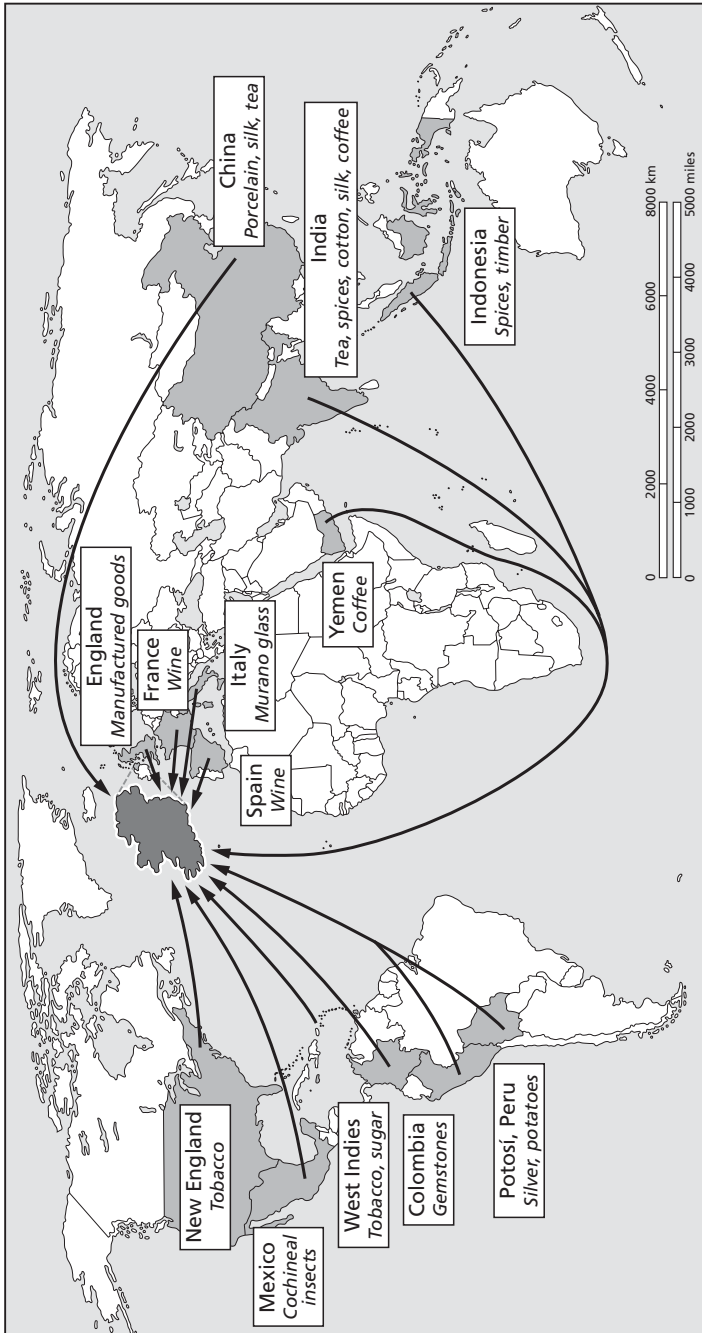 England
Manufactured goods
France
Wine
Italy
Murano glass
Spain
Wine
Yemen
Coffee
China
Porcelain, silk, tea
India
Tea, spices, cotton, silk, coffee
Indonesia
Spices, timber
New England
Tobacco
Mexico
Cochineal
insects
West Indies
Tobacco, sugar
Colombia
Gemstones
Potosí, Peru
Silver, potatoes
0 2000 4000 6000 8000 km
0 1000 2000 3000 4000 5000 miles